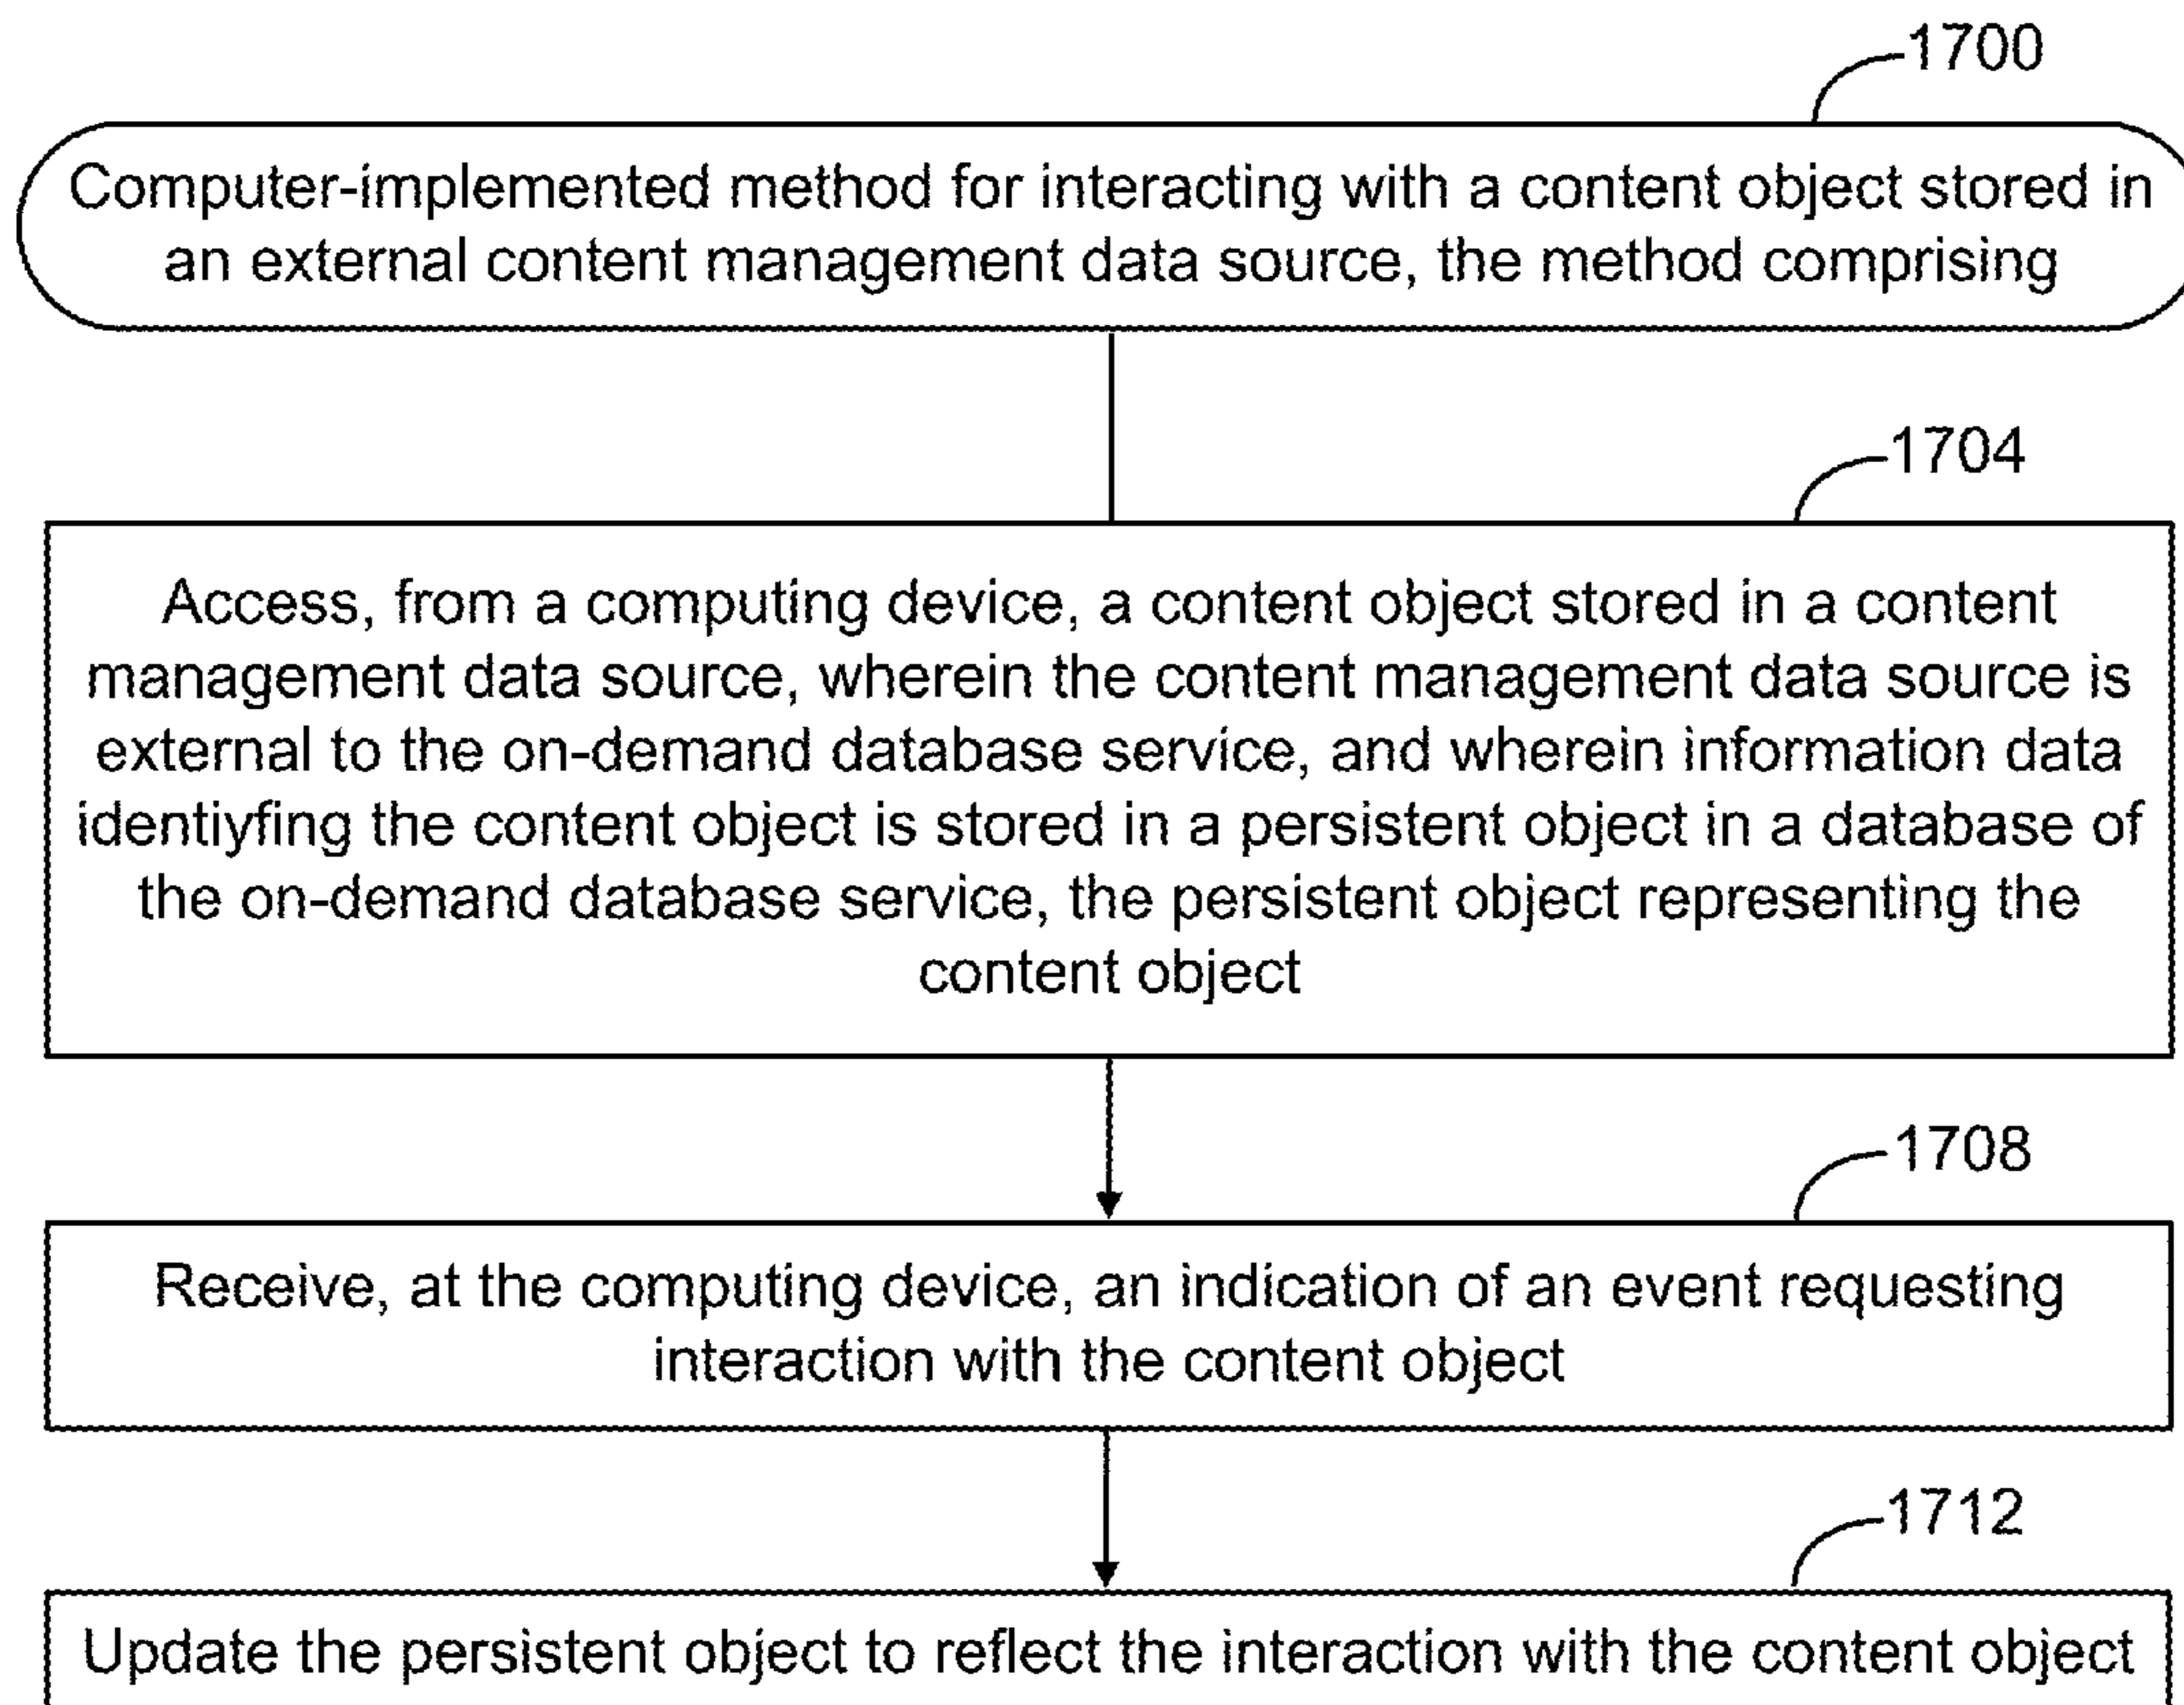 1700
Computer-implemented method for interacting with a content object stored in
an external content management data source, the method comprising
1704
Access, from a computing device, a content object stored in a content
management data source, wherein the content management data source is
external to the on-demand database service, and wherein information data
identiyfing the content object is stored in a persistent object in a database of
the on-demand database service, the persistent object representing the
content object
1708
Receive, at the computing device, an indication of an event requesting
interaction with the content object
1712
Update the persistent object to reflect the interaction with the content object